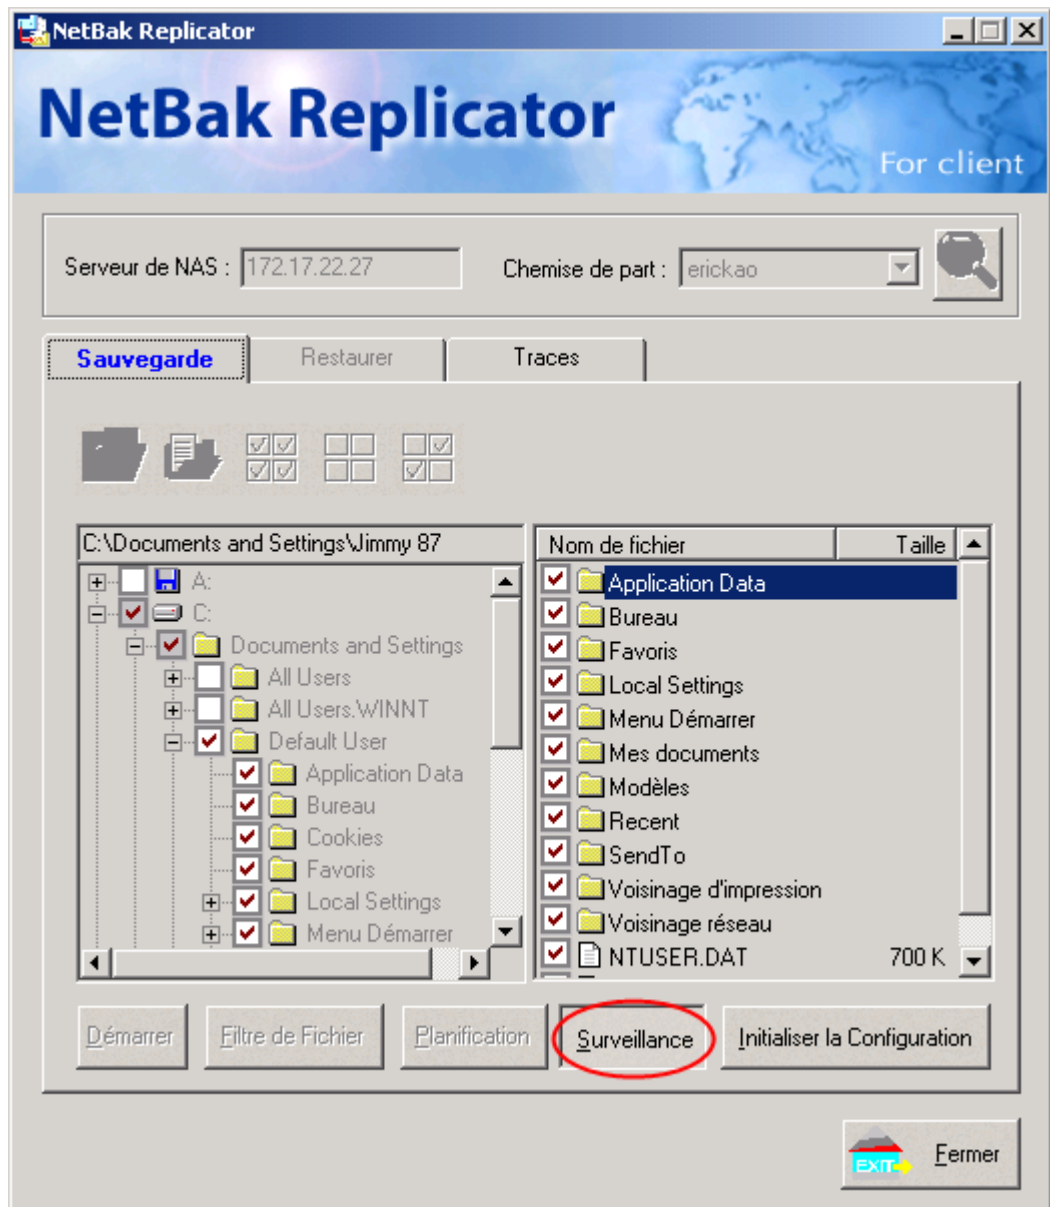 NetBak Replicator
NetBak Replicator
For client
Serveur de NAS : 172.17.22.27 Chemise de part : erickao
Sauvegarde Restaurer Traces
C:\Documents and Settings\Jimmy 87
A:
C:
Documents and Settings
All Users
All Users.WINNT
Default User
Application Data
Bureau
Cookies
Favoris
Local Settings
Menu Démarrer
Nom de fichier Taille
Application Data
Bureau
Favoris
Local Settings
Menu Démarrer
Mes documents
Modèles
Recent
SendTo
Voisinage d'impression
Voisinage réseau
NTUSER.DAT 700 K
Démarrer Filtre de Fichier Planification Surveillance Initialiser la Configuration
EXIT Fermer